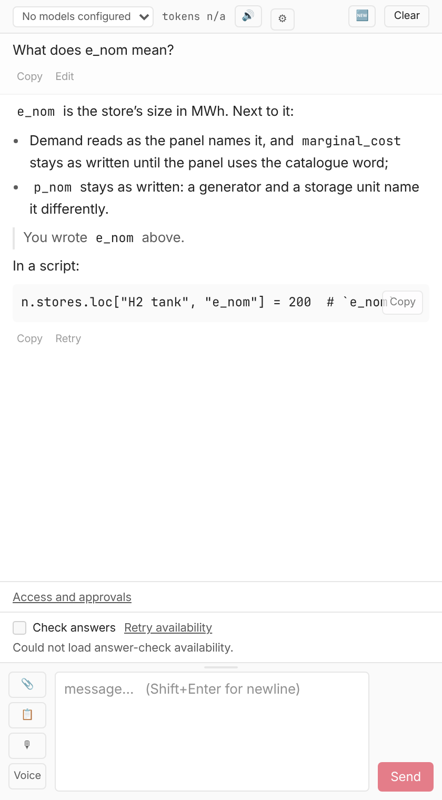 No models configured
tokens n/a
🔊
⚙
🆕
Clear
What does e_nom mean?
Copy Edit
e_nom is the store's size in MWh. Next to it:
• Demand reads as the panel names it, and marginal_cost
stays as written until the panel uses the catalogue word;
• p_nom stays as written: a generator and a storage unit name
it differently.
You wrote e_nom above.
In a script:
n.stores.loc["H2 tank", "e_nom"] = 200 # `e_nom
Copy
Copy Retry
Access and approvals
Check answers Retry availability
Could not load answer-check availability.
message... (Shift+Enter for newline)
Voice
Send